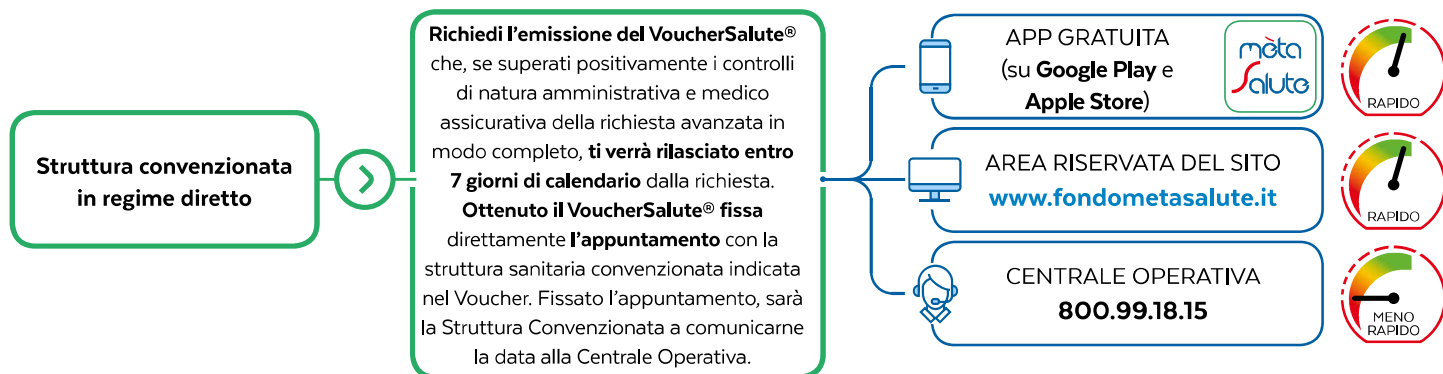 Struttura convenzionata
in regime diretto
Richiedi l'emissione del VoucherSalute®
che, se superati positivamente i controlli
di natura amministrativa e medico
assicurativa della richiesta avanzata in
modo completo, ti verrà rilasciato entro
7 giorni di calendario dalla richiesta.
Ottenuto il VoucherSalute® fissa
direttamente l'appuntamento con la
struttura sanitaria convenzionata indicata
nel Voucher. Fissato l'appuntamento, sarà
la Struttura Convenzionata a comunicarne
la data alla Centrale Operativa.
APP GRATUITA
(su Google Play e
Apple Store)
mèta
Salute
RAPIDO
AREA RISERVATA DEL SITO
www.fondometasalute.it
RAPIDO
CENTRALE OPERATIVA
800.99.18.15
MENO
RAPIDO